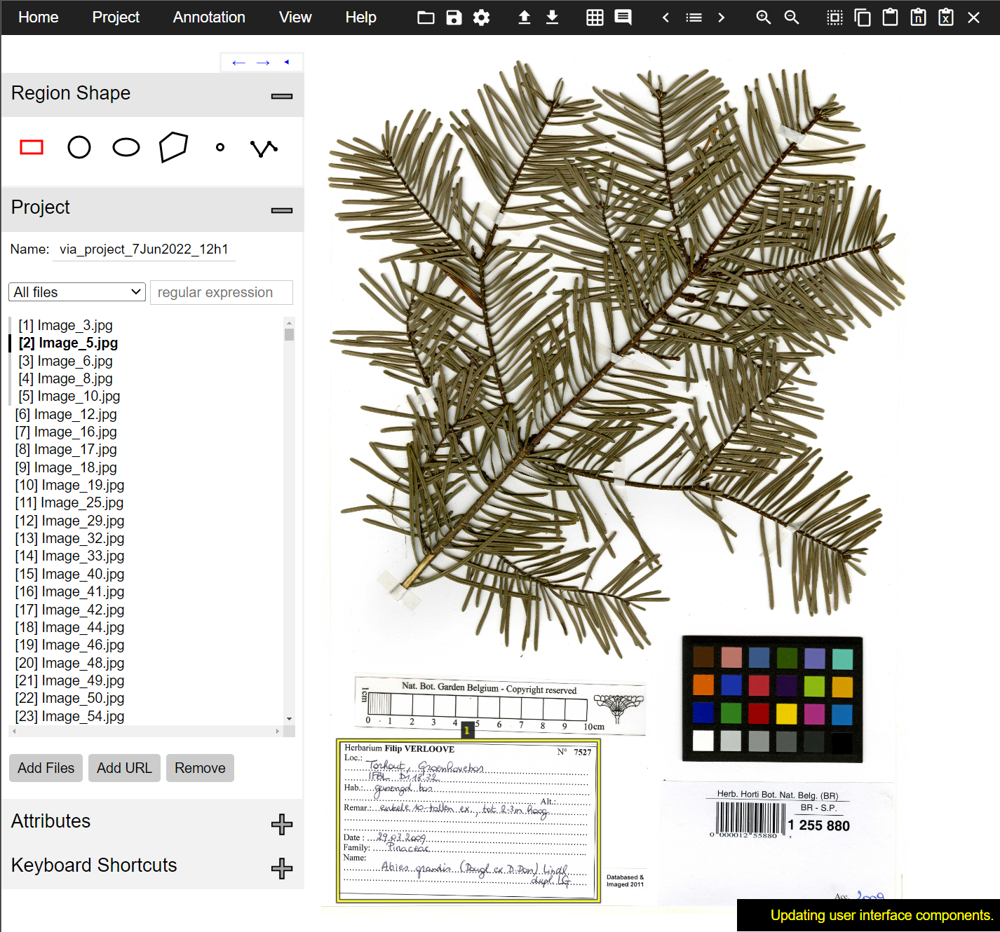 Home Project Annotation View Help
Region Shape
Project
Name: via_project_7Jun2022_12h1
All files regular expression
[1] Image_3.jpg
[2] Image_5.jpg
[3] Image_6.jpg
[4] Image_8.jpg
[5] Image_10.jpg
[6] Image_12.jpg
[7] Image_16.jpg
[8] Image_17.jpg
[9] Image_18.jpg
[10] Image_19.jpg
[11] Image_25.jpg
[12] Image_29.jpg
[13] Image_32.jpg
[14] Image_33.jpg
[15] Image_40.jpg
[16] Image_41.jpg
[17] Image_42.jpg
[18] Image_44.jpg
[19] Image_46.jpg
[20] Image_48.jpg
[21] Image_49.jpg
[22] Image_50.jpg
[23] Image_54.jpg
Add Files Add URL Remove
Attributes
Keyboard Shortcuts
Nat. Bot. Garden Belgium - Copyright reserved
1cm
0 1 2 3 4 5 6 7 8 9 10cm
1
Herbarium Filip VERLOOVE N° 7527
Loc.: Torhout, Groenhovebos
IFBL D1.18.32
Hab.: gemengd bos
Alt.:
Remar.: enkele 10-tallen ex., tot 2-3m hoog
Date : 29.03.2009
Family: Pinaceae
Name:
Abies grandis (Dougl ex D.Don) Lindl.
dupl. LG
Databased &
Imaged 2011
Herb. Horti Bot. Nat. Belg. (BR)
BR - S.P.
1 255 880
0 000012 55880
Acc. 2009
Updating user interface components.